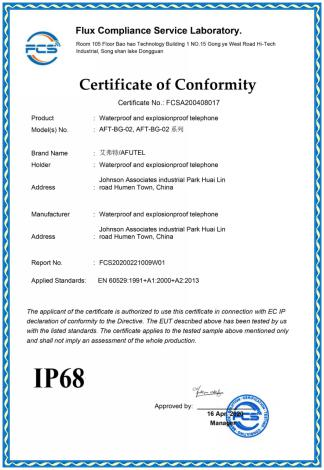 FCS
Flux Compliance Service Laboratory.
Room 105 Floor Bao hao Technology Building 1 NO.15 Gong ye West Road Hi-Tech
Industrial, Song shan lake Dongguan
Certificate of Conformity
Certificate No.: FCSA200408017
Product : Waterproof and explosionproof telephone
Model(s) No. : AFT-BG-02, AFT-BG-02 系列
Brand Name : 艾弗特/AFUTEL
Holder : Waterproof and explosionproof telephone
Johnson Associates industrial Park Huai Lin
Address : road Humen Town, China
Manufacturer : Waterproof and explosionproof telephone
Johnson Associates industrial Park Huai Lin
Address : road Humen Town, China
Report No. : FCS20200221009W01
Applied Standards: EN 60529:1991+A1:2000+A2:2013
The applicant of the certificate is authorized to use this certificate in connection with EC IP
declaration of conformity to the Directive. The EUT described above has been tested by us
with the listed standards. The certificate applies to the tested sample above mentioned only
and shall not imply an assessment of the whole production.
IP68
Approved by:
16 Apr. 2020
Manager
FCS